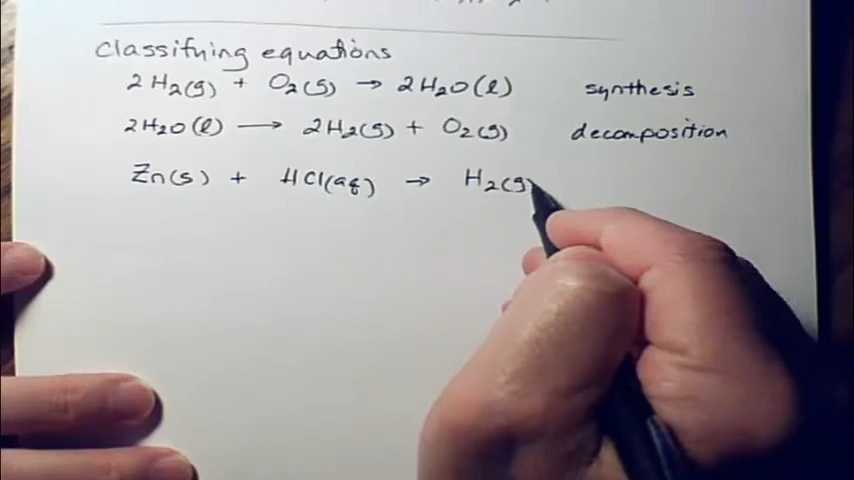 classifying equations
2H2(g) + O2(g) → 2H2O(l) synthesis
2H2O(l) → 2H2(g) + O2(g) decomposition
Zn(s) + HCl(aq) → H2(g)